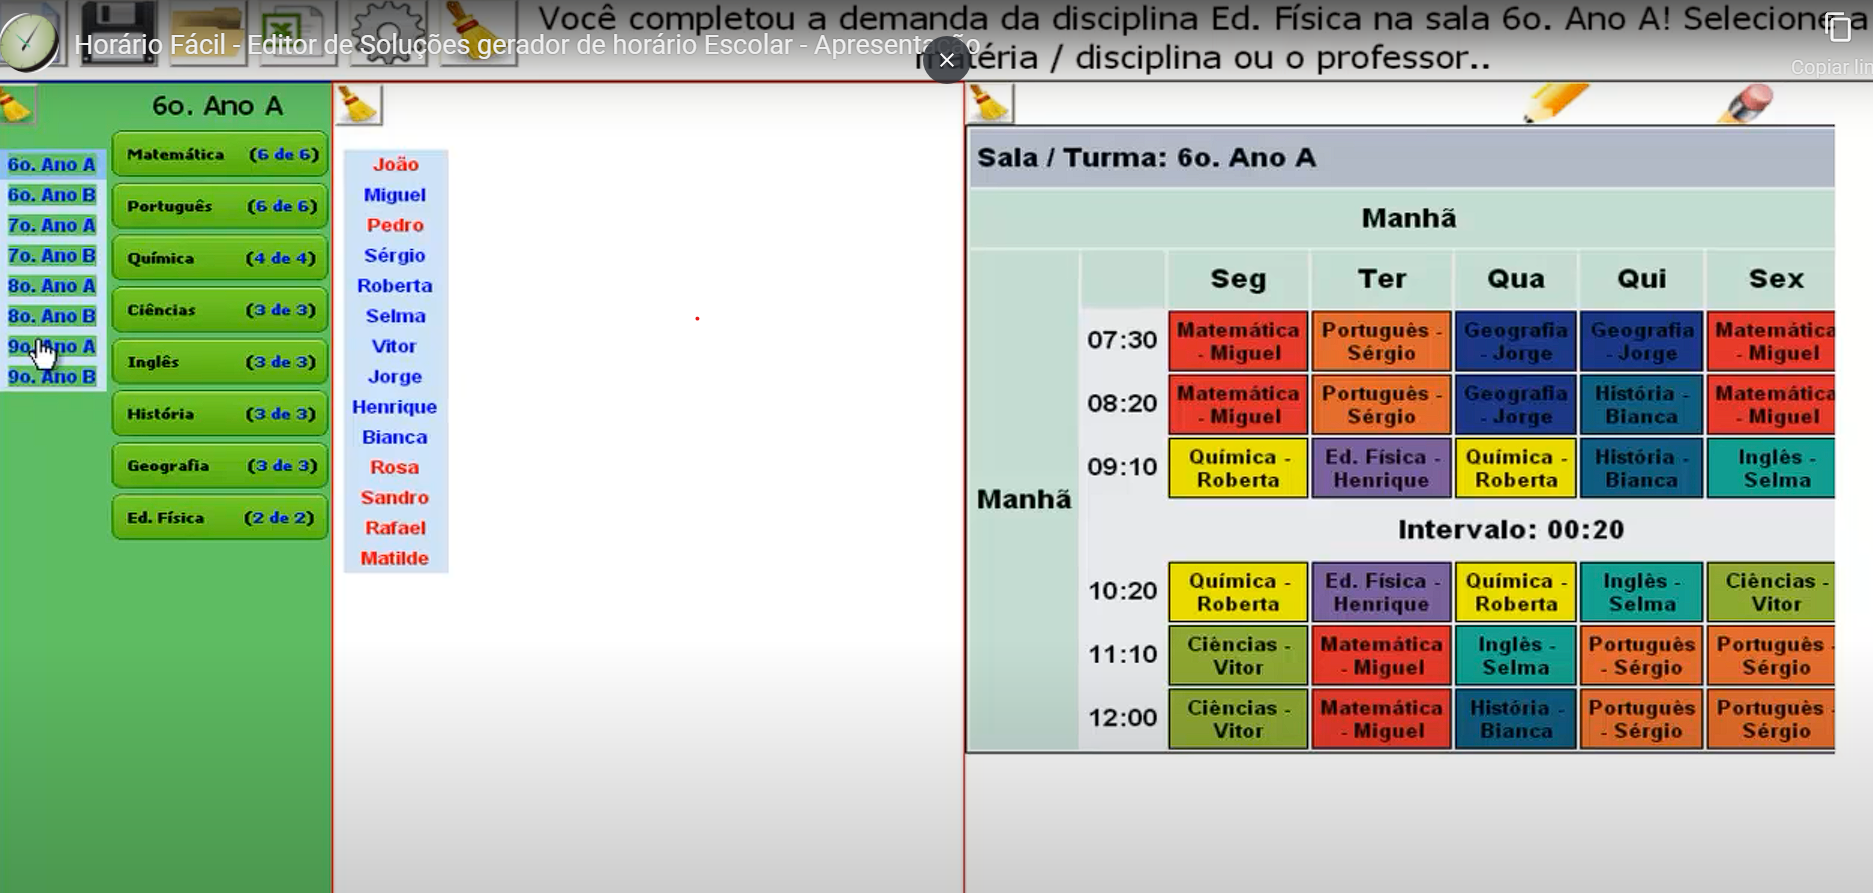 Você completou a demanda da disciplina Ed. Física na sala 6o. Ano A! Selecione a
Horário Fácil - Editor de Soluções gerador de horário Escolar - Apresentação
matéria / disciplina ou o professor..
Copiar lin
6o. Ano A
6o. Ano A
6o. Ano B
7o. Ano A
7o. Ano B
8o. Ano A
8o. Ano B
9o. Ano A
9o. Ano B
Matemática (6 de 6)
Português (6 de 6)
Química (4 de 4)
Ciências (3 de 3)
Inglês (3 de 3)
História (3 de 3)
Geografia (3 de 3)
Ed. Física (2 de 2)
João
Miguel
Pedro
Sérgio
Roberta
Selma
Vitor
Jorge
Henrique
Bianca
Rosa
Sandro
Rafael
Matilde
Sala / Turma: 6o. Ano A
Manhã
Seg Ter Qua Qui Sex
07:30 Matemática - Miguel Português - Sérgio Geografia - Jorge Geografia - Jorge Matemática - Miguel
08:20 Matemática - Miguel Português - Sérgio Geografia - Jorge História - Bianca Matemática - Miguel
09:10 Química - Roberta Ed. Física - Henrique Química - Roberta História - Bianca Inglês - Selma
Manhã
Intervalo: 00:20
10:20 Química - Roberta Ed. Física - Henrique Química - Roberta Inglês - Selma Ciências - Vitor
11:10 Ciências - Vitor Matemática - Miguel Inglês - Selma Português - Sérgio Português - Sérgio
12:00 Ciências - Vitor Matemática - Miguel História - Bianca Português - Sérgio Português - Sérgio